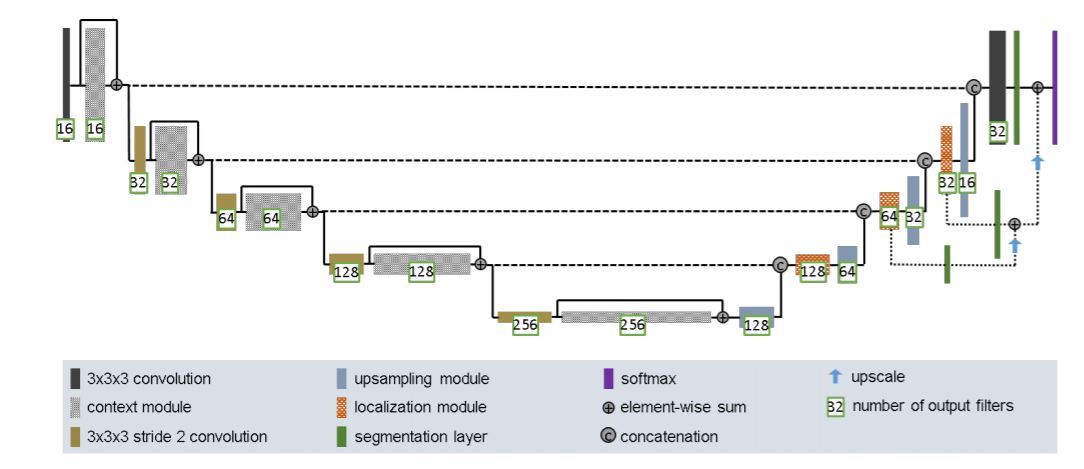 C
16
16
32
C
32
32
32
16
C
64
64
64
32
C
128
128
128
64
256
256
128
3x3x3 convolution
upsampling module
softmax
upscale
context module
localization module
+ element-wise sum
32 number of output filters
3x3x3 stride 2 convolution
segmentation layer
C concatenation